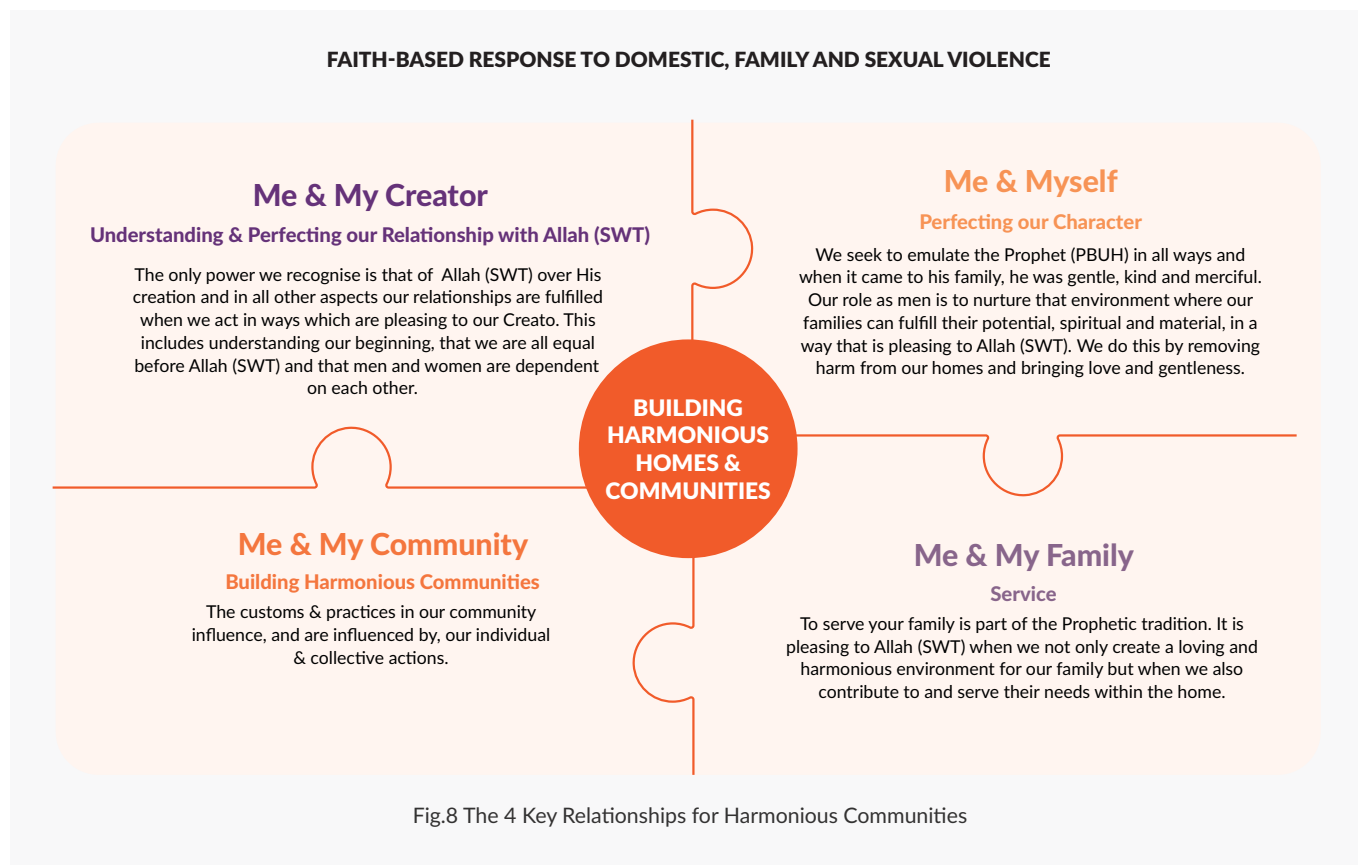 FAITH-BASED RESPONSE TO DOMESTIC, FAMILY AND SEXUAL VIOLENCE
Me & My Creator
Understanding & Perfecting our Relationship with Allah (SWT)
The only power we recognise is that of  Allah (SWT) over His
creation and in all other aspects our relationships are fulfilled
when we act in ways which are pleasing to our Creato. This
includes understanding our beginning, that we are all equal
before Allah (SWT) and that men and women are dependent
on each other.
Me & Myself
Perfecting our Character
We seek to emulate the Prophet (PBUH) in all ways and
when it came to his family, he was gentle, kind and merciful.
Our role as men is to nurture that environment where our
families can fulfill their potential, spiritual and material, in a
way that is pleasing to Allah (SWT). We do this by removing
harm from our homes and bringing love and gentleness.
BUILDING
HARMONIOUS
HOMES &
COMMUNITIES
Me & My Community
Building Harmonious Communities
The customs & practices in our community
influence, and are influenced by, our individual
& collective actions.
Me & My Family
Service
To serve your family is part of the Prophetic tradition. It is
pleasing to Allah (SWT) when we not only create a loving and
harmonious environment for our family but when we also
contribute to and serve their needs within the home.
Fig.8 The 4 Key Relationships for Harmonious Communities